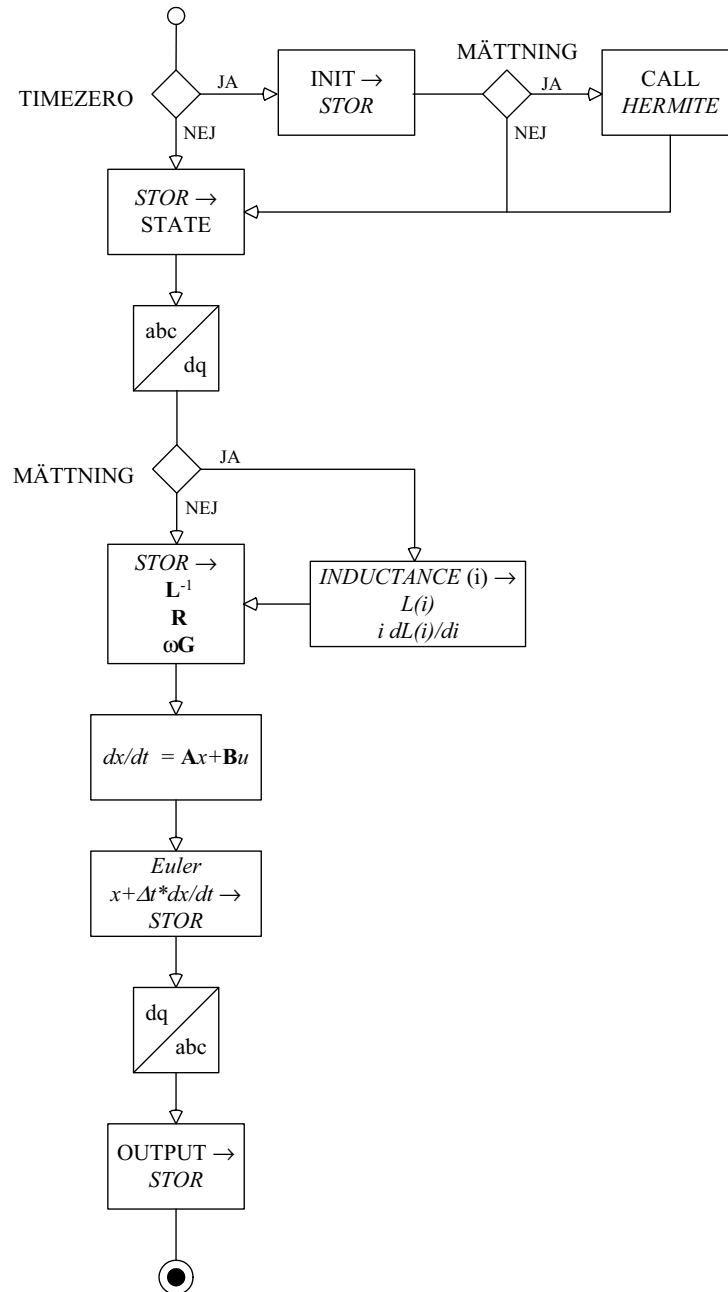 MÄTTNING
TIMEZERO
JA
INIT →
STOR
JA
CALL
HERMITE
NEJ
NEJ
STOR →
STATE
abc
dq
MÄTTNING
JA
NEJ
STOR →
L⁻¹
R
ωG
INDUCTANCE (i) →
L(i)
i dL(i)/di
dx/dt = Ax+Bu
Euler
x+Δt*dx/dt →
STOR
dq
abc
OUTPUT →
STOR